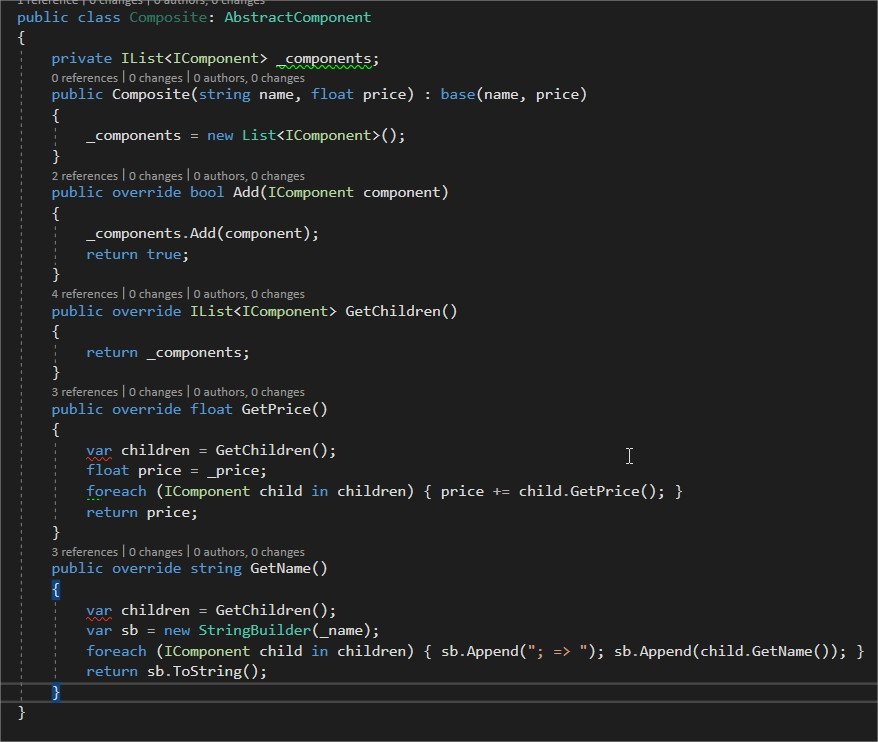 1 reference | 0 changes | 0 authors, 0 changes
public class Composite: AbstractComponent
{
private IList<IComponent> _components;
0 references | 0 changes | 0 authors, 0 changes
public Composite(string name, float price) : base(name, price)
{
_components = new List<IComponent>();
}
2 references | 0 changes | 0 authors, 0 changes
public override bool Add(IComponent component)
{
_components.Add(component);
return true;
}
4 references | 0 changes | 0 authors, 0 changes
public override IList<IComponent> GetChildren()
{
return _components;
}
3 references | 0 changes | 0 authors, 0 changes
public override float GetPrice()
{
var children = GetChildren();
float price = _price;
foreach (IComponent child in children) { price += child.GetPrice(); }
return price;
}
3 references | 0 changes | 0 authors, 0 changes
public override string GetName()
{
var children = GetChildren();
var sb = new StringBuilder(_name);
foreach (IComponent child in children) { sb.Append("; => "); sb.Append(child.GetName()); }
return sb.ToString();
}
}